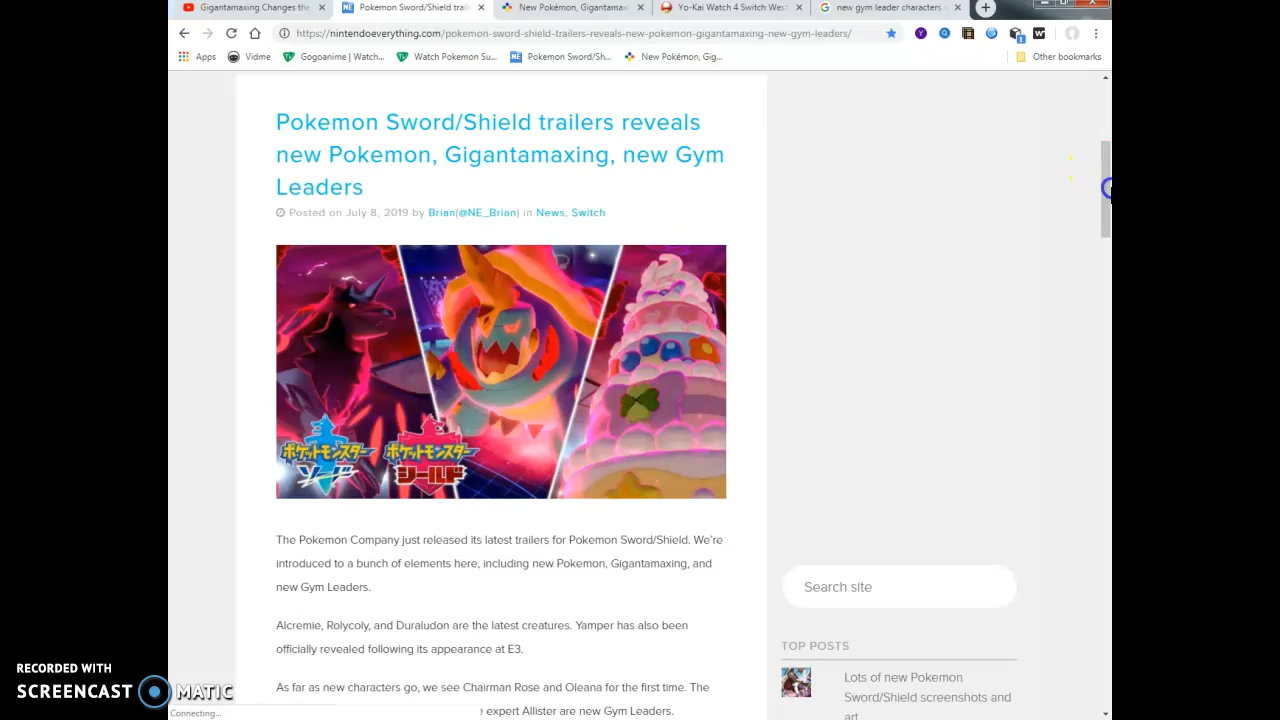 Gigantamaxing Changes the
Pokemon Sword/Shield trail
New Pokémon, Gigantamax
Yo-Kai Watch 4 Switch West
new gym leader characters
https://nintendoeverything.com/pokemon-sword-shield-trailers-reveals-new-pokemon-gigantamaxing-new-gym-leaders/
Apps
Vidme
Gogoanime | Watch...
Watch Pokemon Su...
Pokemon Sword/Sh...
New Pokémon, Gig...
Other bookmarks
Pokemon Sword/Shield trailers reveals
new Pokemon, Gigantamaxing, new Gym
Leaders
Posted on July 8, 2019 by Brian(@NE_Brian) in News, Switch
ポケットモンスター
ソード
ポケットモンスター
シールド
The Pokemon Company just released its latest trailers for Pokemon Sword/Shield. We're
introduced to a bunch of elements here, including new Pokemon, Gigantamaxing, and
new Gym Leaders.
Alcremie, Rolycoly, and Duraludon are the latest creatures. Yamper has also been
officially revealed following its appearance at E3.
As far as new characters go, we see Chairman Rose and Oleana for the first time. The
expert Allister are new Gym Leaders.
Search site
TOP POSTS
Lots of new Pokemon
Sword/Shield screenshots and
art
Connecting...
RECORDED WITH
SCREENCAST MATIC